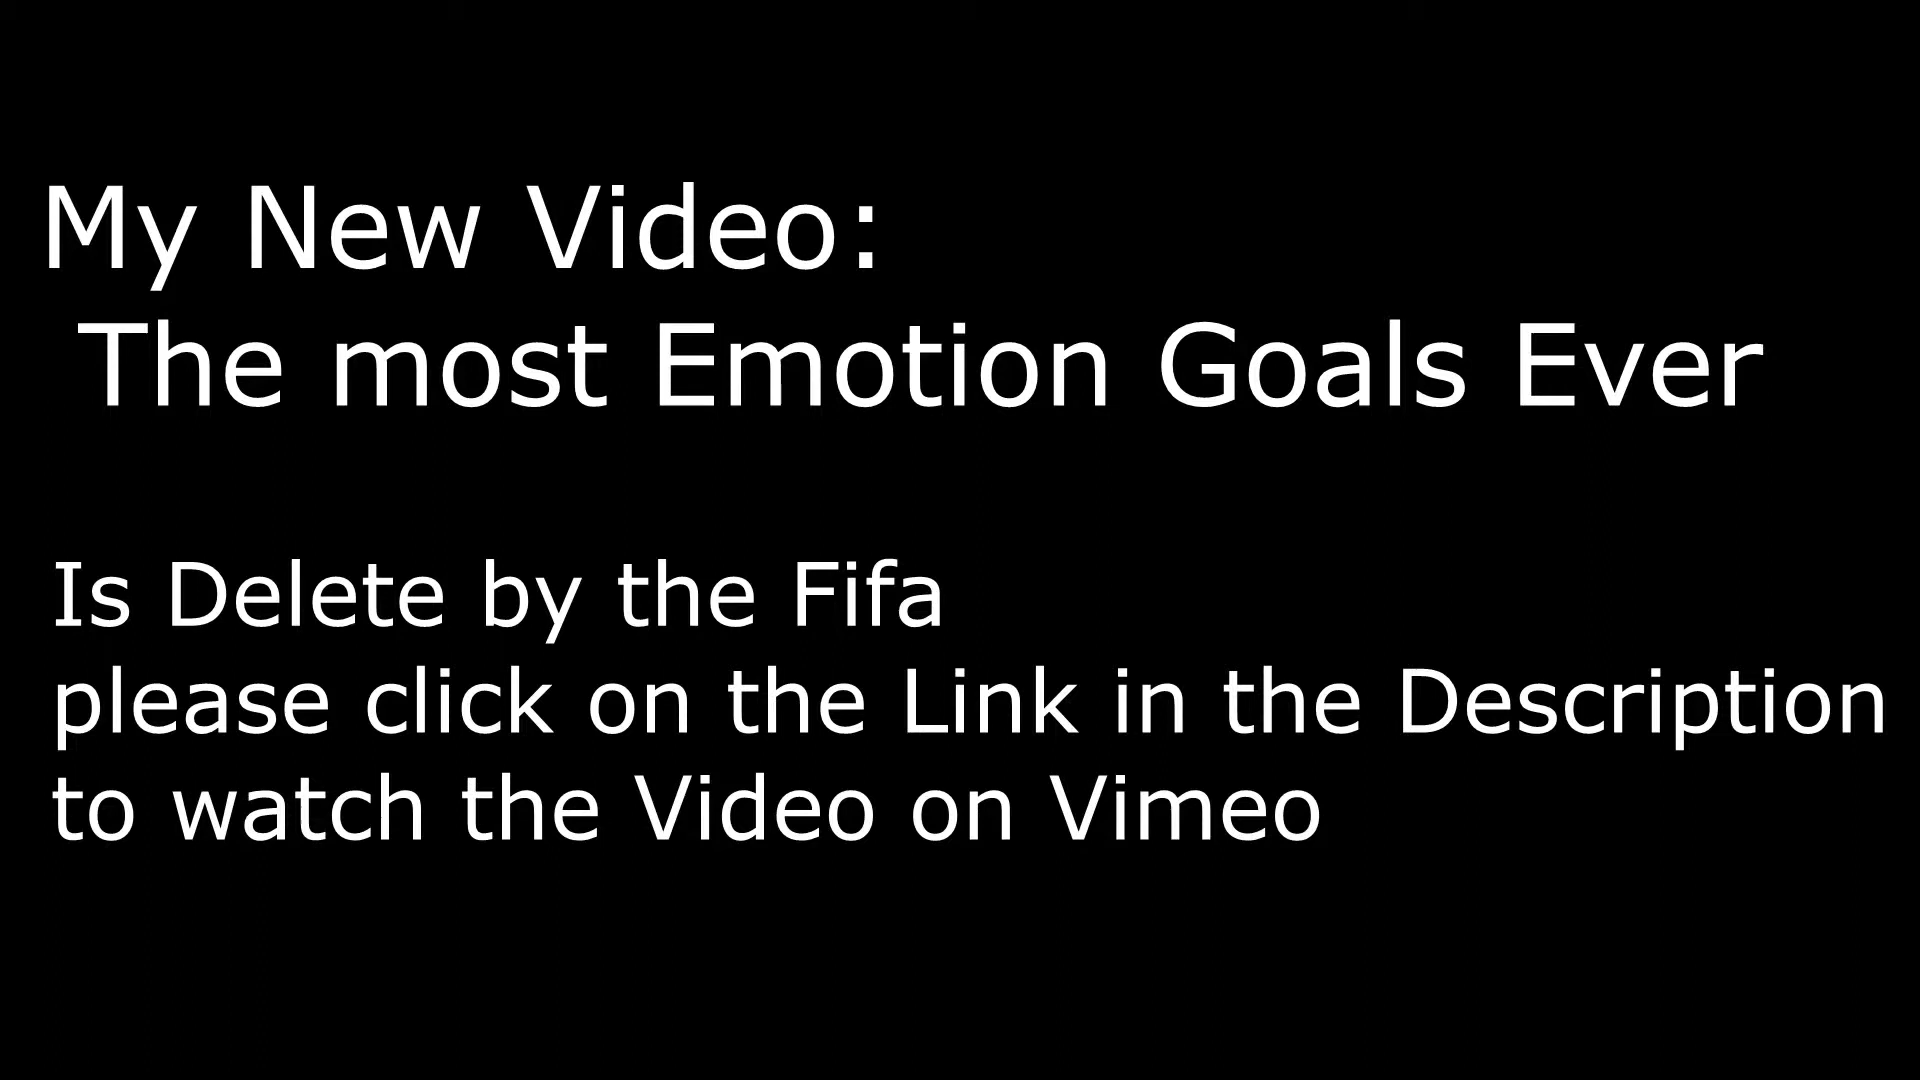 My New Video:
The most Emotion Goals Ever
Is Delete by the Fifa
please click on the Link in the Description
to watch the Video on Vimeo